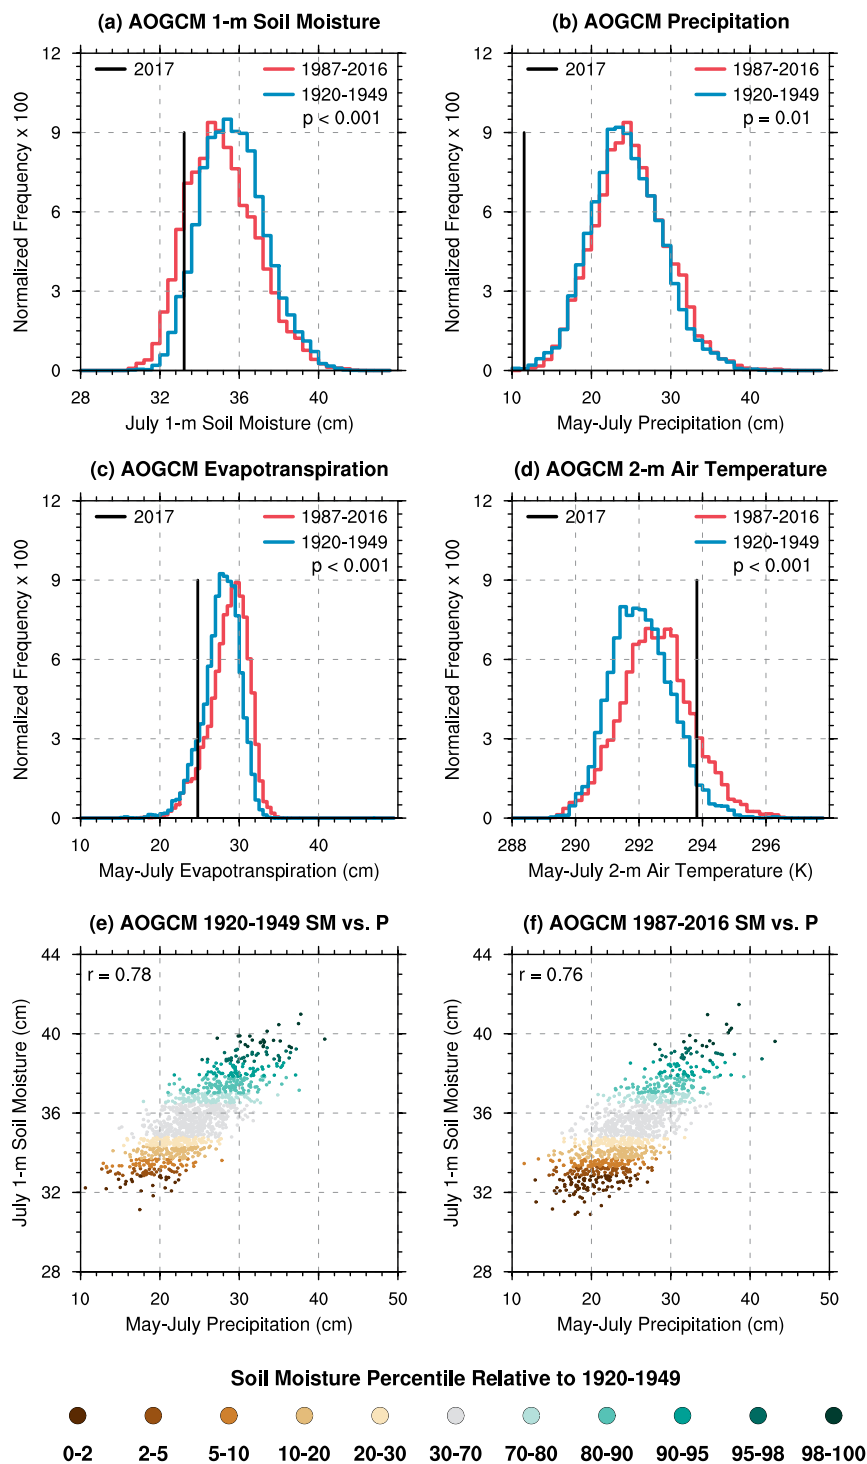 (a) AOGCM 1-m Soil Moisture
12
9
6
3
0
Normalized Frequency x 100
2017
1987-2016
1920-1949
p < 0.001
28
32
36
40
July 1-m Soil Moisture (cm)
(b) AOGCM Precipitation
12
9
6
3
0
Normalized Frequency x 100
2017
1987-2016
1920-1949
p = 0.01
10
20
30
40
May-July Precipitation (cm)
(c) AOGCM Evapotranspiration
12
9
6
3
0
Normalized Frequency x 100
2017
1987-2016
1920-1949
p < 0.001
10
20
30
40
May-July Evapotranspiration (cm)
(d) AOGCM 2-m Air Temperature
12
9
6
3
0
Normalized Frequency x 100
2017
1987-2016
1920-1949
p < 0.001
288
290
292
294
296
May-July 2-m Air Temperature (K)
(e) AOGCM 1920-1949 SM vs. P
44
40
36
32
28
July 1-m Soil Moisture (cm)
r = 0.78
10
20
30
40
50
May-July Precipitation (cm)
(f) AOGCM 1987-2016 SM vs. P
44
40
36
32
28
July 1-m Soil Moisture (cm)
r = 0.76
10
20
30
40
50
May-July Precipitation (cm)
Soil Moisture Percentile Relative to 1920-1949
0-2 2-5 5-10 10-20 20-30 30-70 70-80 80-90 90-95 95-98 98-100